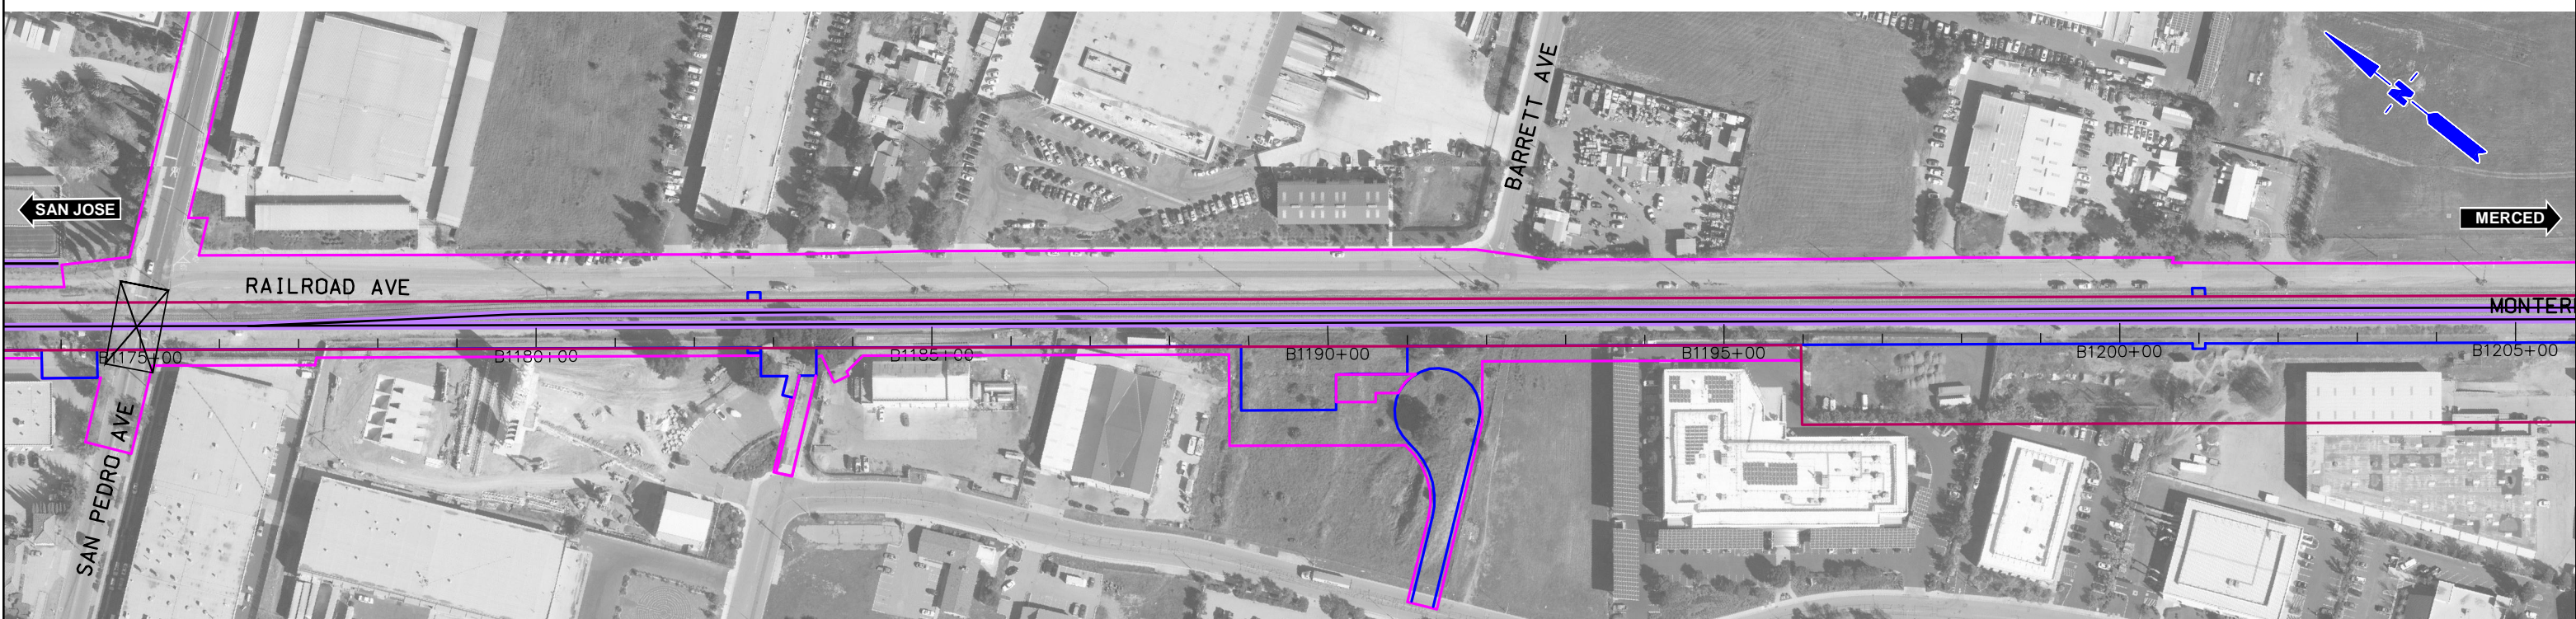 BARRETT AVE
N
SAN JOSE
MERCED
RAILROAD AVE
MONTER
B1175+00
B1180+00
B1185+00
B1190+00
B1195+00
B1200+00
B1205+00
SAN PEDRO AVE